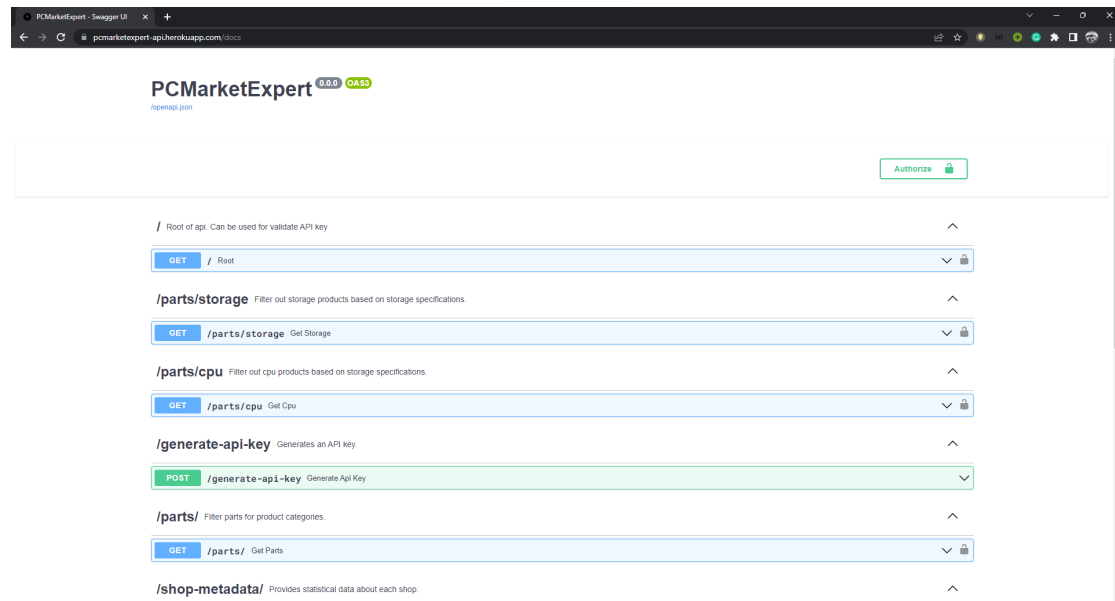 PCMarketExpert - Swagger UI
pcmarketexpert-api.herokuapp.com/docs
PCMarketExpert 0.0.0 OAS3
/openapi.json
Authorize
/ Root of api. Can be used for validate API key
GET / Root
/parts/storage Filter out storage products based on storage specifications.
GET /parts/storage Get Storage
/parts/cpu Filter out cpu products based on storage specifications.
GET /parts/cpu Get Cpu
/generate-api-key Generates an API key.
POST /generate-api-key Generate Api Key
/parts/ Filter parts for product categories.
GET /parts/ Get Parts
/shop-metadata/ Provides statistical data about each shop.